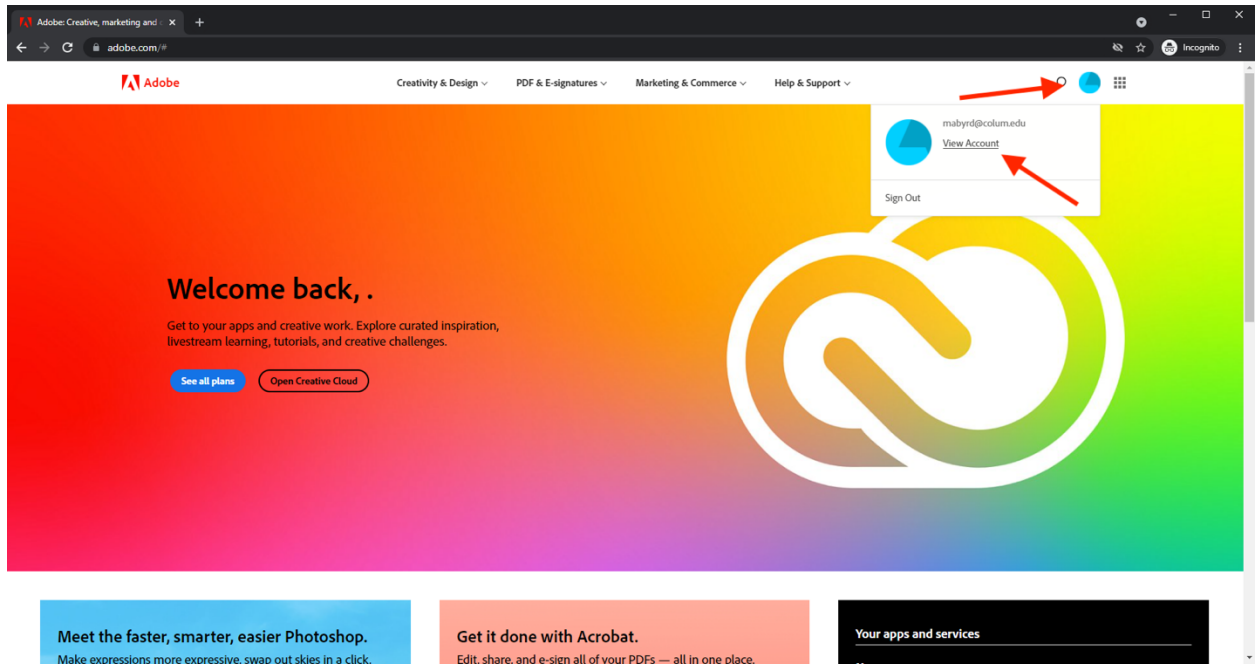 Adobe: Creative, marketing and
adobe.com/#
Incognito
Adobe
Creativity & Design
PDF & E-signatures
Marketing & Commerce
Help & Support
mabyrd@colum.edu
View Account
Sign Out
Welcome back, .
Get to your apps and creative work. Explore curated inspiration,
livestream learning, tutorials, and creative challenges.
See all plans
Open Creative Cloud
Meet the faster, smarter, easier Photoshop.
Make expressions more expressive, swap out skies in a click,
Get it done with Acrobat.
Edit, share, and e-sign all of your PDFs — all in one place.
Your apps and services